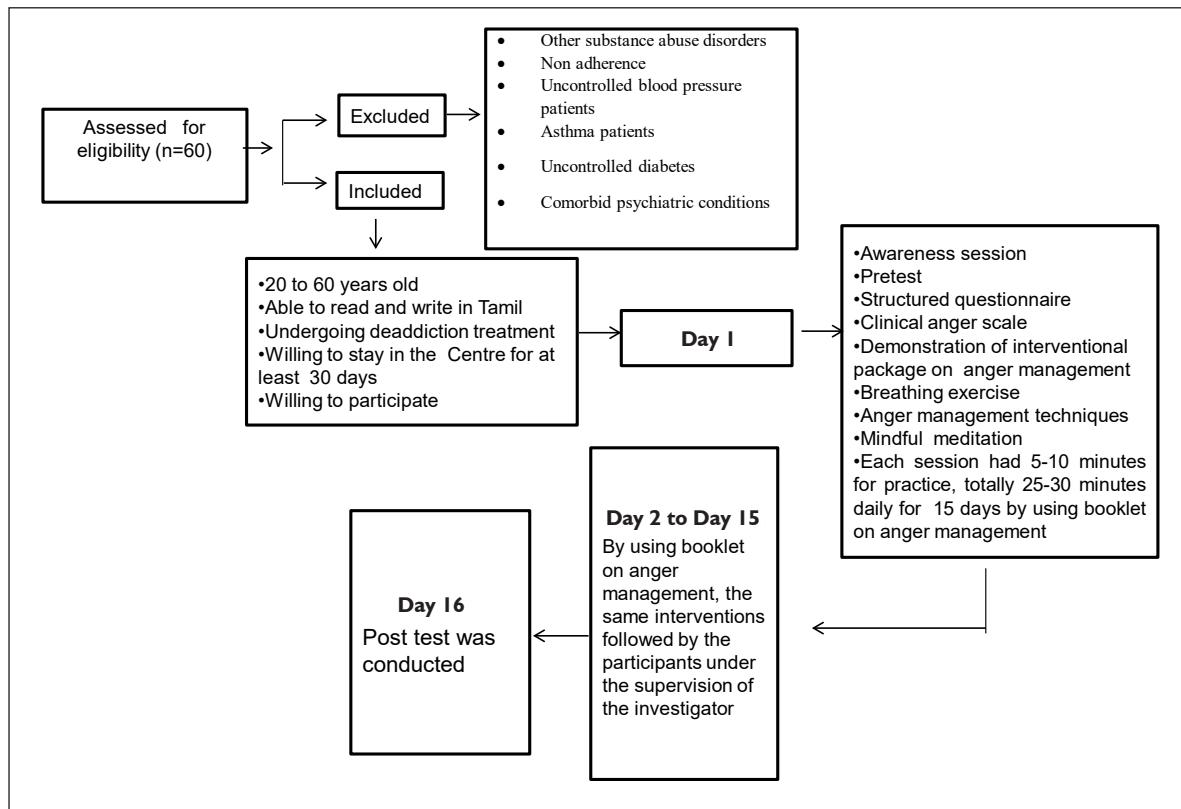 Assessed for
eligibility (n=60)
Excluded
Included
• Other substance abuse disorders
• Non adherence
• Uncontrolled blood pressure
patients
• Asthma patients
• Uncontrolled diabetes
• Comorbid psychiatric conditions
•20 to 60 years old
•Able to read and write in Tamil
•Undergoing deaddiction treatment
•Willing to stay in the Centre for at
least 30 days
•Willing to participate
Day 1
•Awareness session
•Pretest
•Structured questionnaire
•Clinical anger scale
•Demonstration of interventional
package on anger management
•Breathing exercise
•Anger management techniques
•Mindful meditation
•Each session had 5-10 minutes
for practice, totally 25-30 minutes
daily for 15 days by using booklet
on anger management
Day 2 to Day 15
By using booklet
on anger
management, the
same interventions
followed by the
participants under
the supervision of
the investigator
Day 16
Post test was
conducted